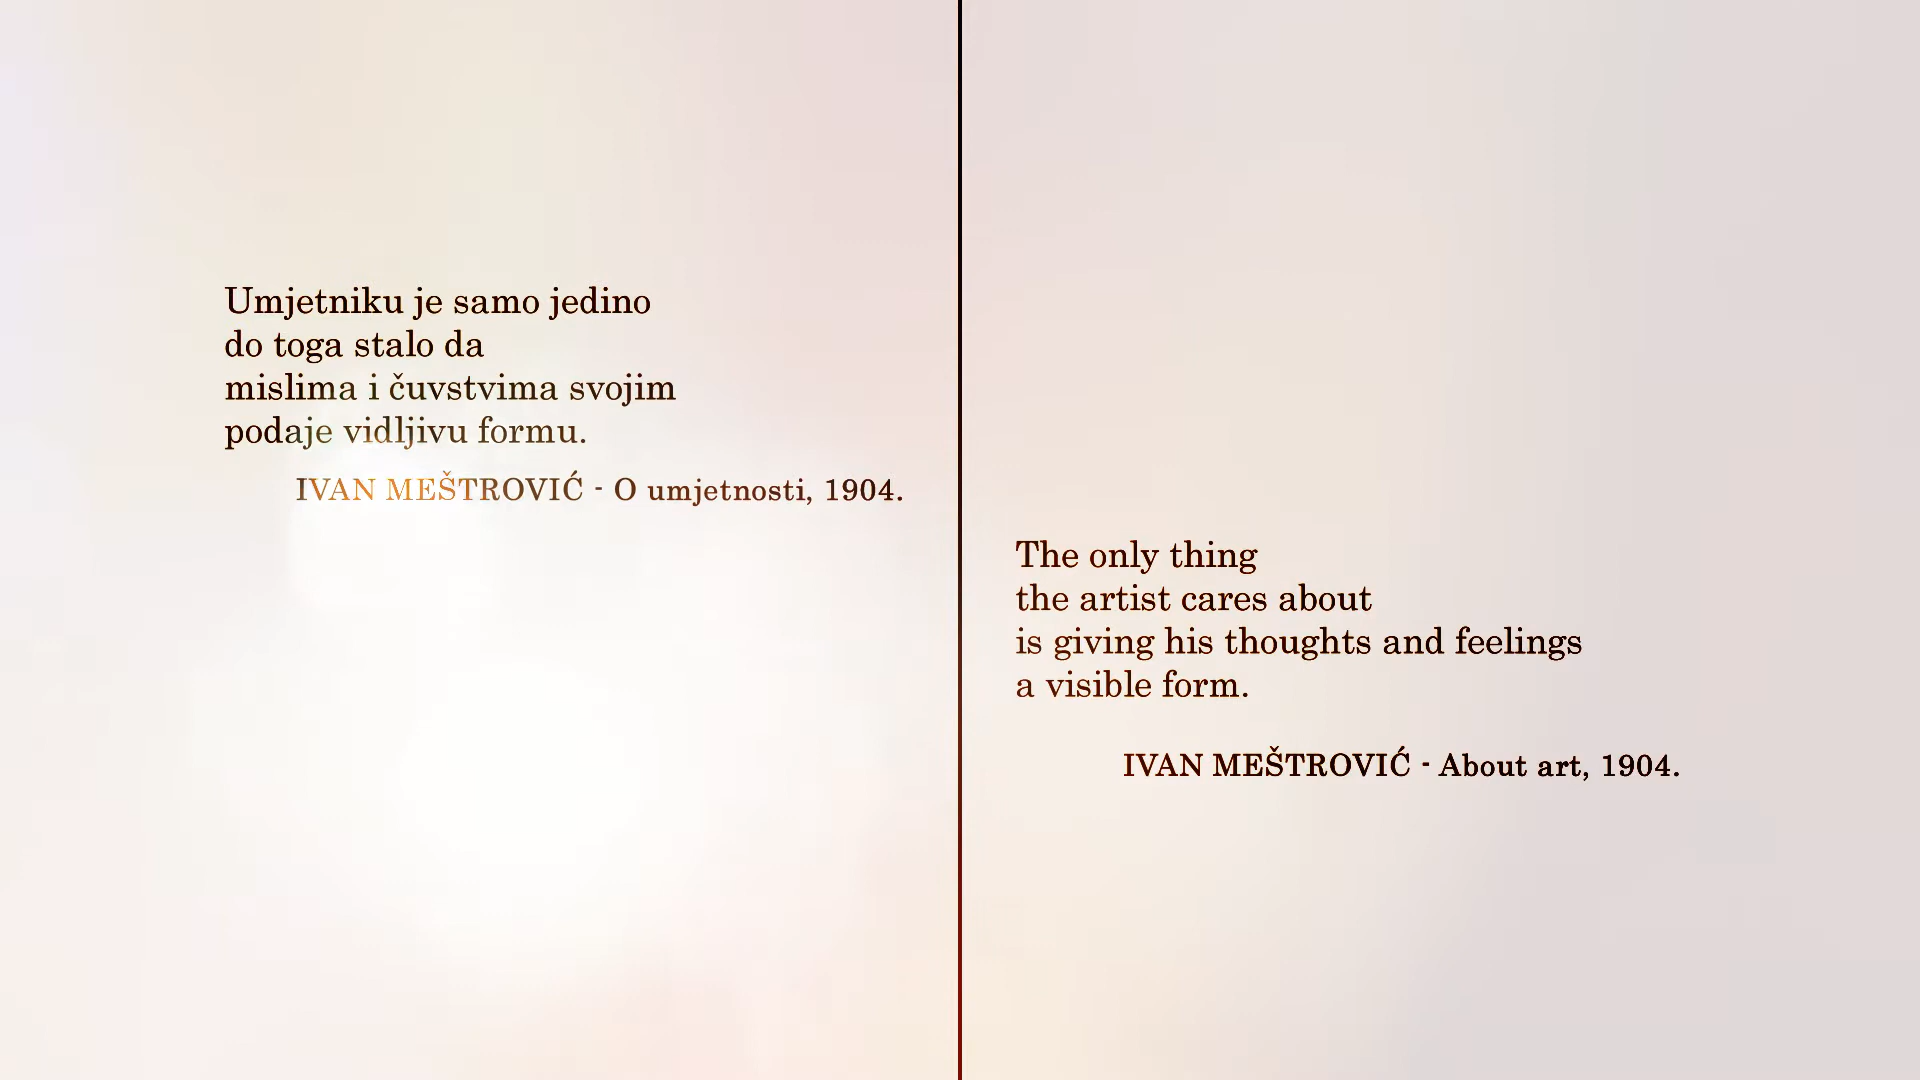 Umjetniku je samo jedino
do toga stalo da
mislima i čuvstvima svojim
podaje vidljivu formu.
IVAN MEŠTROVIĆ - O umjetnosti, 1904.
The only thing
the artist cares about
is giving his thoughts and feelings
a visible form.
IVAN MEŠTROVIĆ - About art, 1904.